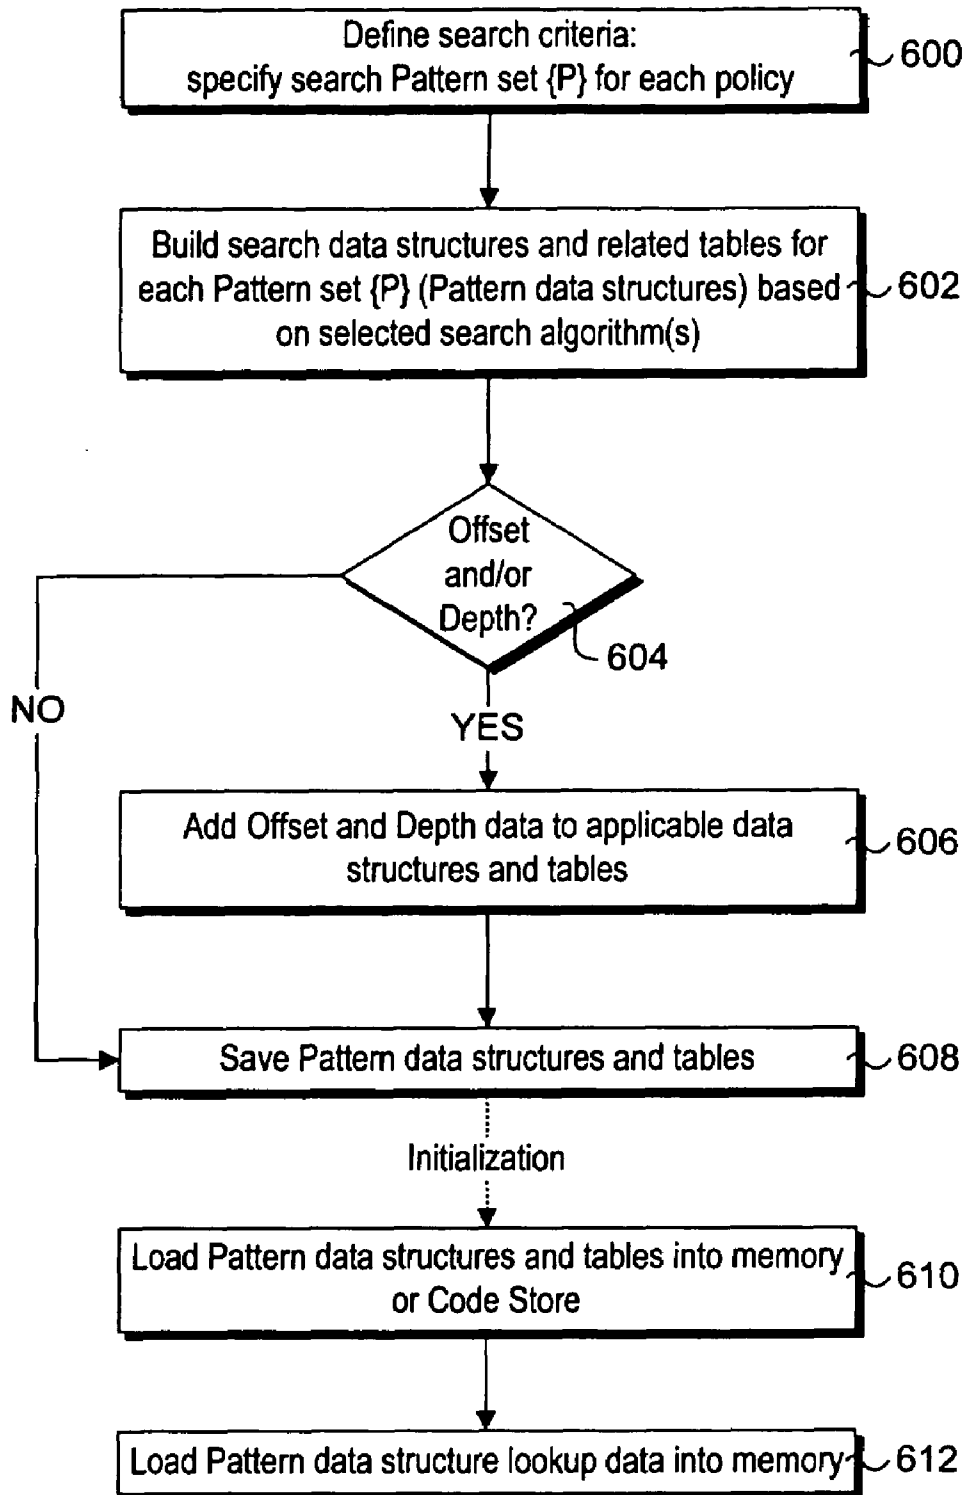 Define search criteria:
specify search Pattern set {P} for each policy
600
Build search data structures and related tables for
each Pattern set {P} (Pattern data structures) based
on selected search algorithm(s)
602
Offset
and/or
Depth?
604
NO
YES
Add Offset and Depth data to applicable data
structures and tables
606
Save Pattern data structures and tables
608
Initialization
Load Pattern data structures and tables into memory
or Code Store
610
Load Pattern data structure lookup data into memory
612